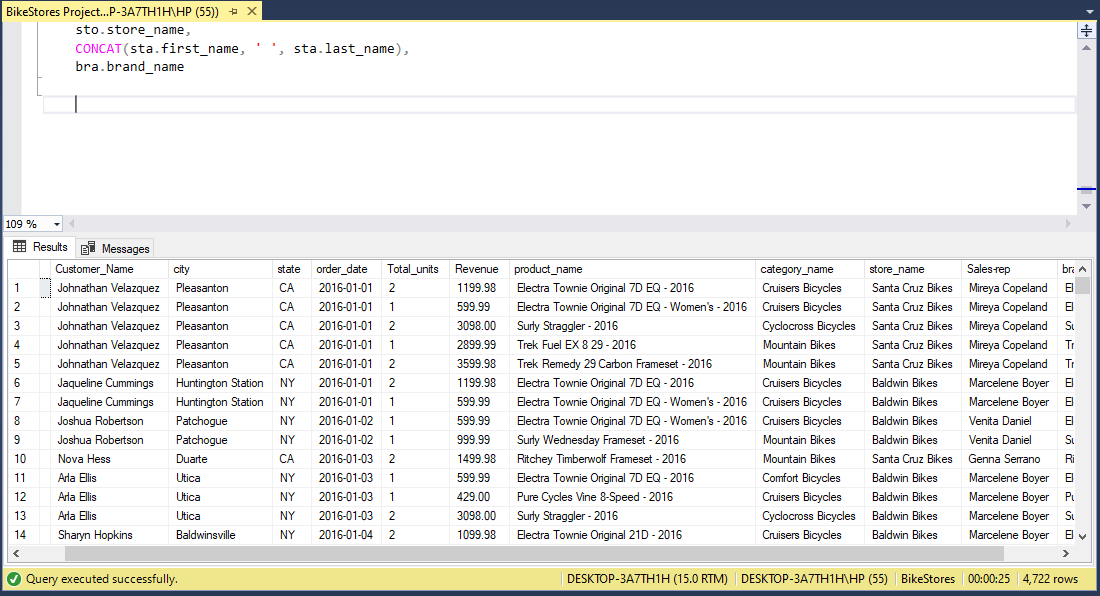 BikeStores Project...P-3A7TH1H\HP (55))
sto.store_name,
CONCAT(sta.first_name, ' ', sta.last_name),
bra.brand_name
109 %
Results Messages
Customer_Name city state order_date Total_units Revenue product_name category_name store_name Sales-rep bra
1 Johnathan Velazquez Pleasanton CA 2016-01-01 2 1199.98 Electra Townie Original 7D EQ - 2016 Cruisers Bicycles Santa Cruz Bikes Mireya Copeland El
2 Johnathan Velazquez Pleasanton CA 2016-01-01 1 599.99 Electra Townie Original 7D EQ - Women's - 2016 Cruisers Bicycles Santa Cruz Bikes Mireya Copeland El
3 Johnathan Velazquez Pleasanton CA 2016-01-01 2 3098.00 Surly Straggler - 2016 Cyclocross Bicycles Santa Cruz Bikes Mireya Copeland Su
4 Johnathan Velazquez Pleasanton CA 2016-01-01 1 2899.99 Trek Fuel EX 8 29 - 2016 Mountain Bikes Santa Cruz Bikes Mireya Copeland Tr
5 Johnathan Velazquez Pleasanton CA 2016-01-01 2 3599.98 Trek Remedy 29 Carbon Frameset - 2016 Mountain Bikes Santa Cruz Bikes Mireya Copeland Tr
6 Jaqueline Cummings Huntington Station NY 2016-01-01 2 1199.98 Electra Townie Original 7D EQ - 2016 Cruisers Bicycles Baldwin Bikes Marcelene Boyer El
7 Jaqueline Cummings Huntington Station NY 2016-01-01 1 599.99 Electra Townie Original 7D EQ - Women's - 2016 Cruisers Bicycles Baldwin Bikes Marcelene Boyer El
8 Joshua Robertson Patchogue NY 2016-01-02 1 599.99 Electra Townie Original 7D EQ - Women's - 2016 Cruisers Bicycles Baldwin Bikes Venita Daniel El
9 Joshua Robertson Patchogue NY 2016-01-02 1 999.99 Surly Wednesday Frameset - 2016 Mountain Bikes Baldwin Bikes Venita Daniel Su
10 Nova Hess Duarte CA 2016-01-03 2 1499.98 Ritchey Timberwolf Frameset - 2016 Mountain Bikes Santa Cruz Bikes Genna Serrano Ri
11 Arla Ellis Utica NY 2016-01-03 1 599.99 Electra Townie Original 7D EQ - 2016 Comfort Bicycles Baldwin Bikes Marcelene Boyer El
12 Arla Ellis Utica NY 2016-01-03 1 429.00 Pure Cycles Vine 8-Speed - 2016 Cruisers Bicycles Baldwin Bikes Marcelene Boyer Pu
13 Arla Ellis Utica NY 2016-01-03 2 3098.00 Surly Straggler - 2016 Cyclocross Bicycles Baldwin Bikes Marcelene Boyer Su
14 Sharyn Hopkins Baldwinsville NY 2016-01-04 2 1099.98 Electra Townie Original 21D - 2016 Cruisers Bicycles Baldwin Bikes Marcelene Boyer El
Query executed successfully. DESKTOP-3A7TH1H (15.0 RTM) DESKTOP-3A7TH1H\HP (55) BikeStores 00:00:25 4,722 rows